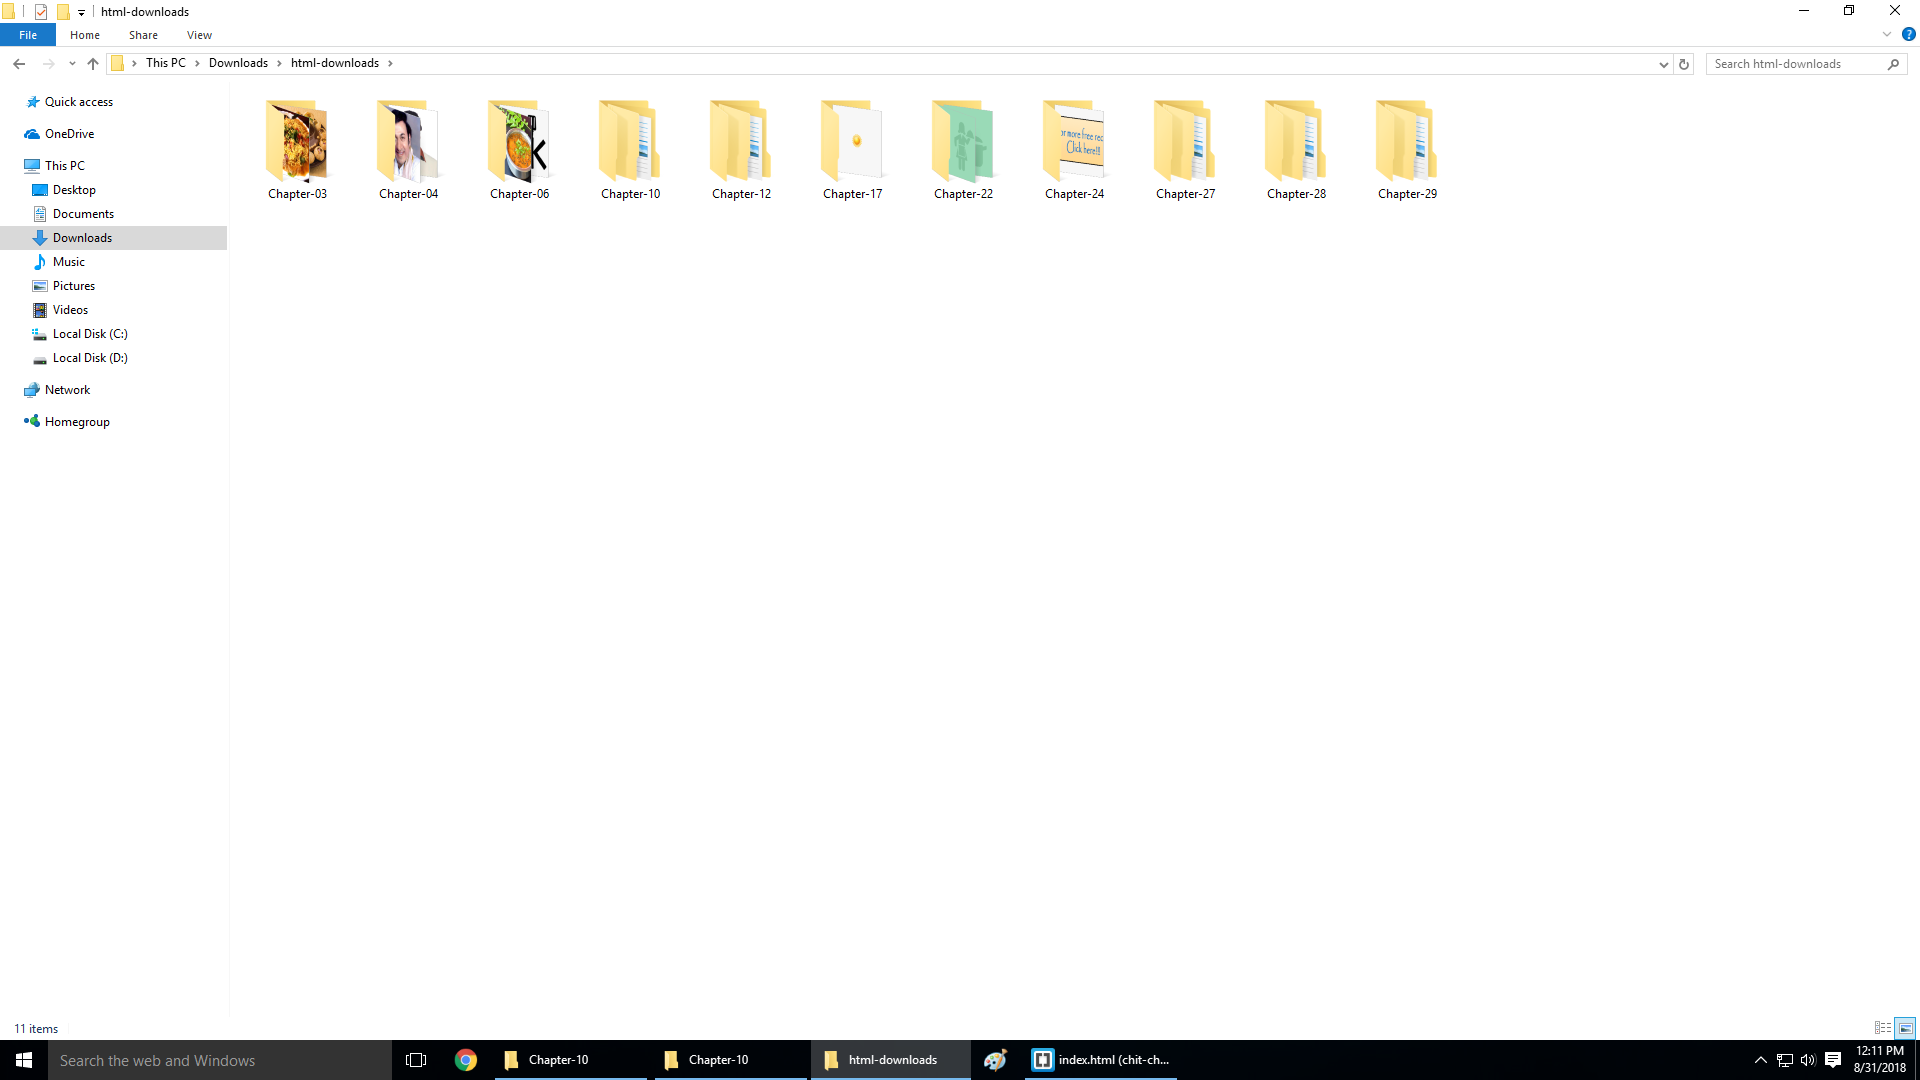 html-downloads
File Home Share View
This PC Downloads html-downloads
Search html-downloads
Quick access
OneDrive
This PC
Desktop
Documents
Downloads
Music
Pictures
Videos
Local Disk (C:)
Local Disk (D:)
Network
Homegroup
or more free rec
Click here!!!
K
Chapter-03 Chapter-04 Chapter-06 Chapter-10 Chapter-12 Chapter-17 Chapter-22 Chapter-24 Chapter-27 Chapter-28 Chapter-29
11 items
Search the web and Windows
Chapter-10
Chapter-10
html-downloads
index.html (chit-ch...
12:11 PM
8/31/2018